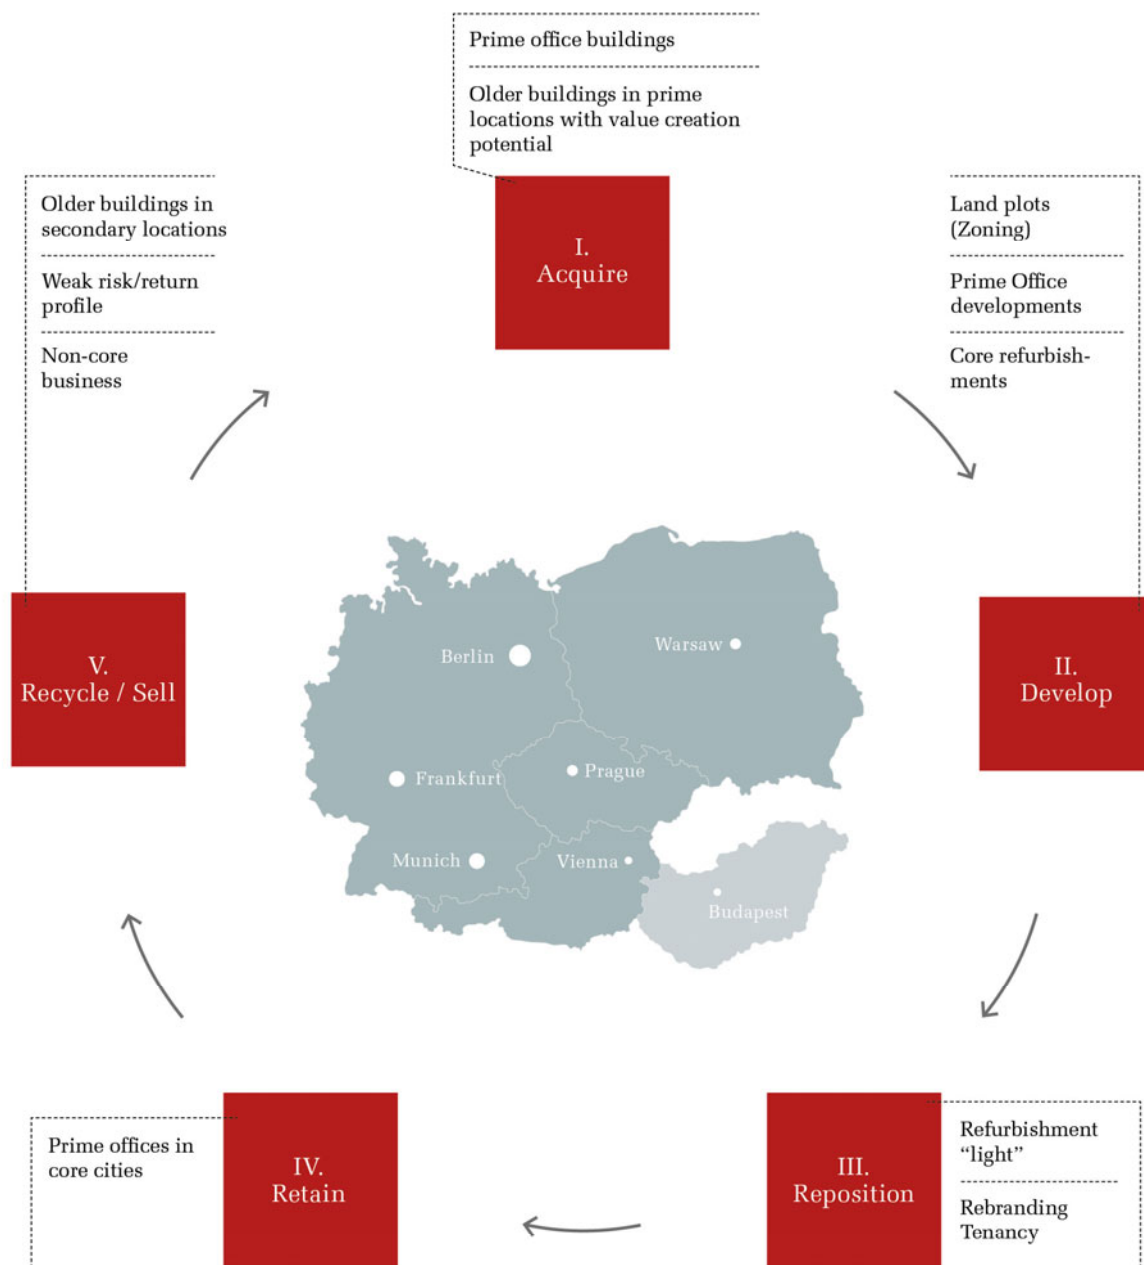 Prime office buildings
Older buildings in prime
locations with value creation
potential
I.
Acquire
Older buildings in
secondary locations
Weak risk/return
profile
Non-core
business
Land plots
(Zoning)
Prime Office
developments
Core refurbish-
ments
V.
Recycle / Sell
II.
Develop
Berlin
Warsaw
Frankfurt
Prague
Munich
Vienna
Budapest
Prime offices in
core cities
IV.
Retain
III.
Reposition
Refurbishment
“light”
Rebranding
Tenancy